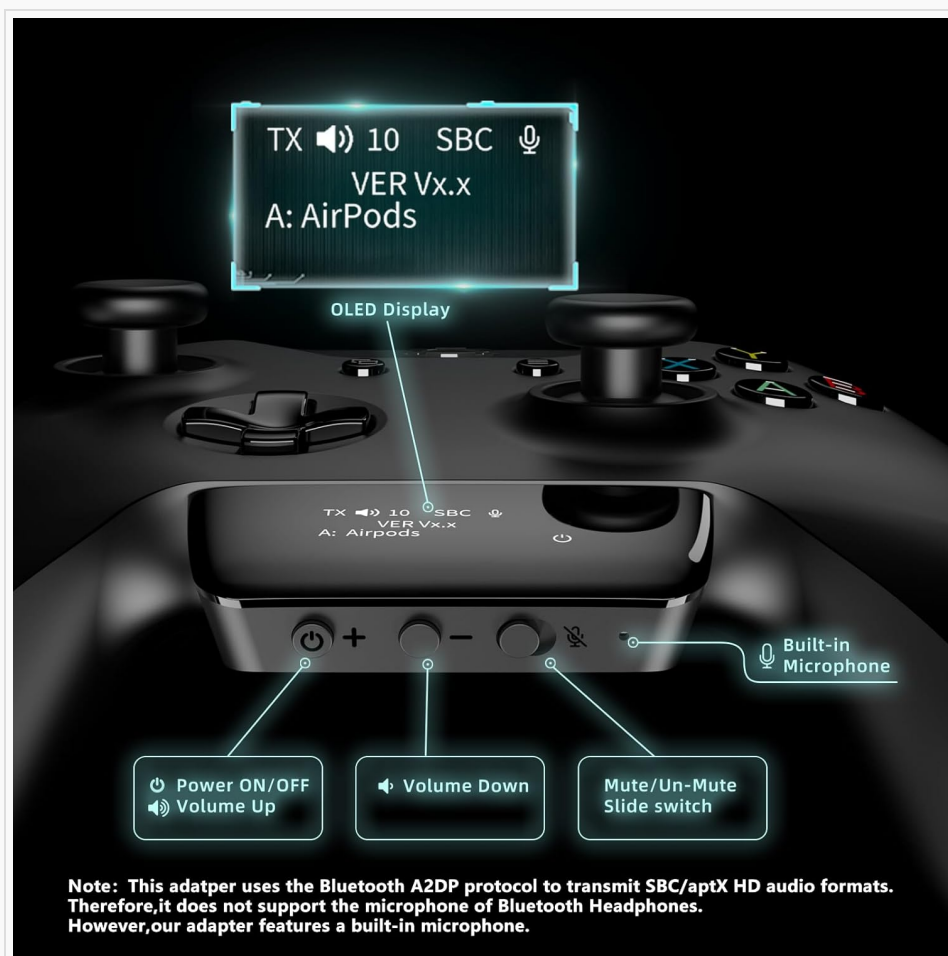 TX 10 SBC
VER Vx.x
A: AirPods
OLED Display
X
Y
A
B
TX 10 SBC
VER Vx.x
A: Airpods
+
−
Built-in
Microphone
Power ON/OFF
Volume Up
Volume Down
Mute/Un-Mute
Slide switch
Note: This adatper uses the Bluetooth A2DP protocol to transmit SBC/aptX HD audio formats.
Therefore,it does not support the microphone of Bluetooth Headphones.
However,our adapter features a built-in microphone.